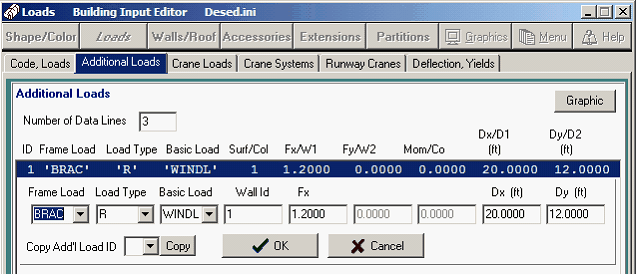 Loads Building Input Editor Desed.ini
Shape/Color Loads Walls/Roof Accessories Extensions Partitions Graphics Menu Help
Code, Loads Additional Loads Crane Loads Crane Systems Runway Cranes Deflection, Yields
Additional Loads
Graphic
Number of Data Lines 3
Dx/D1 Dy/D2
ID Frame Load Load Type Basic Load Surf/Col Fx/W1 Fy/W2 Mom/Co (ft) (ft)
1 'BRAC' 'R' 'WINDL' 1 1.2000 0.0000 0.0000 20.0000 12.0000
Frame Load Load Type Basic Load Wall Id Fx Dx (ft) Dy (ft)
BRAC R WINDL 1 1.2000 0.0000 0.0000 20.0000 12.0000
Copy Add'l Load ID Copy OK Cancel